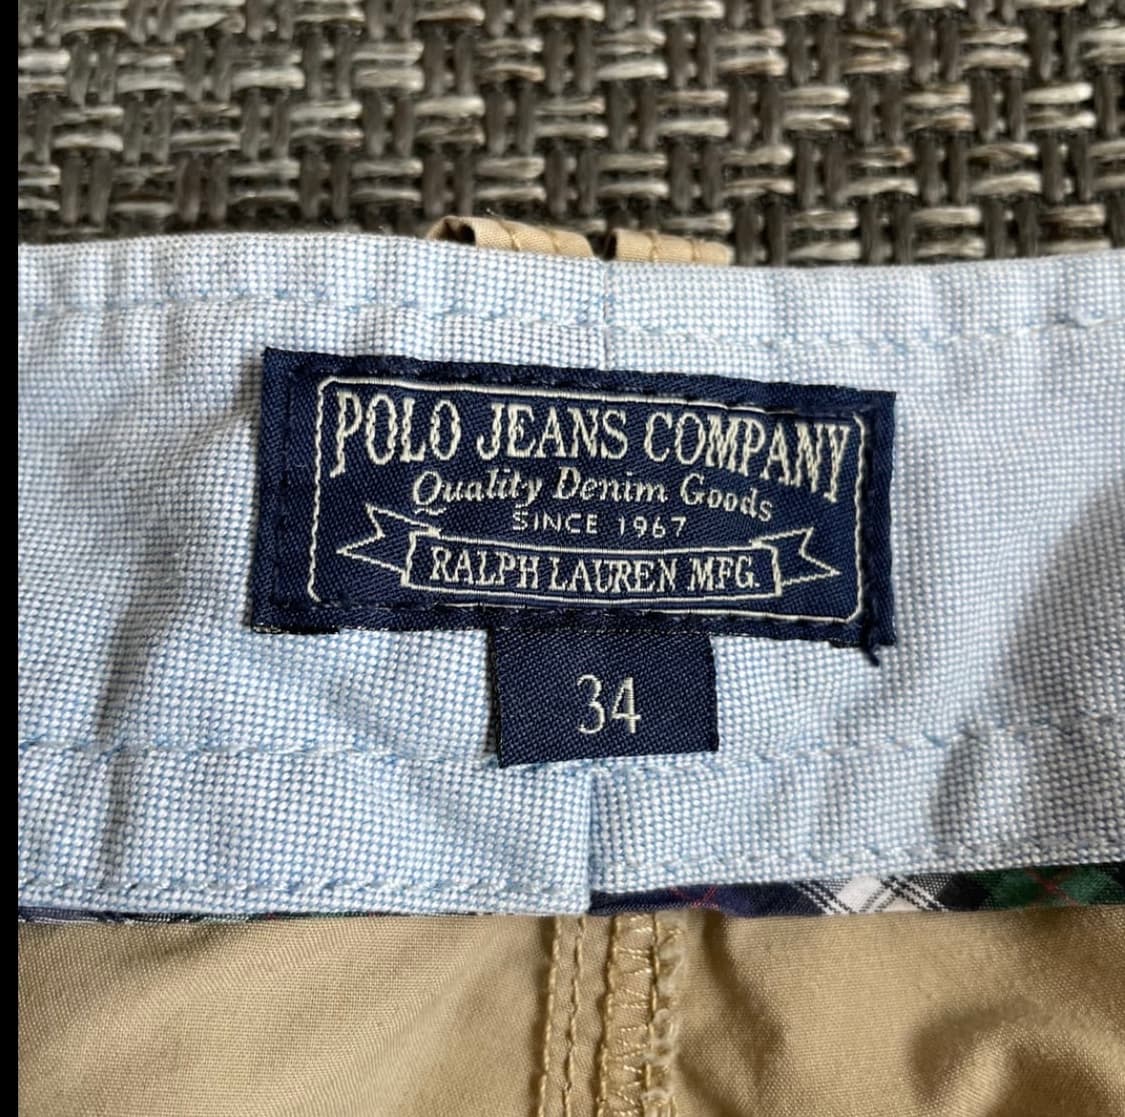 POLO JEANS COMPANY
Quality Denim Goods
SINCE 1967
RALPH LAUREN MFG.
34